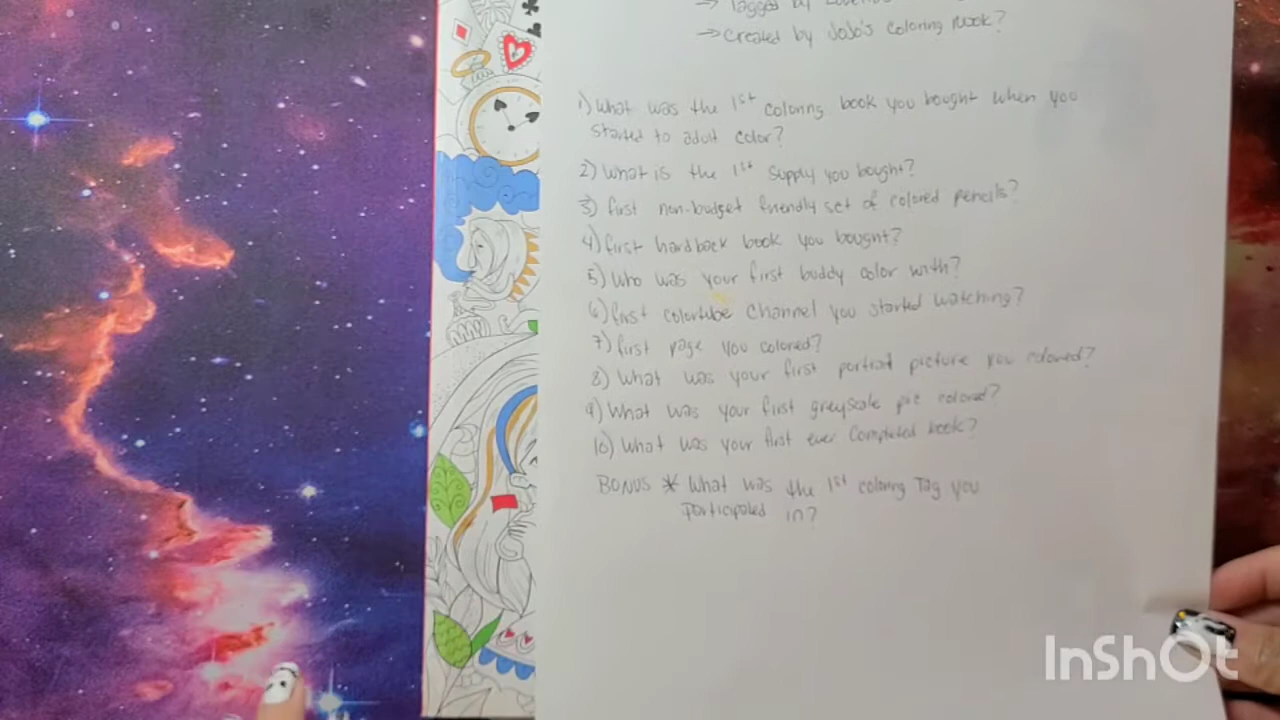 → Tagged by
→ Created by JoJo's Coloring Nook?
1) What was the 1st coloring book you bought when you
started to adult color?
2) What is the 1st supply you bought?
3) first non-budget friendly set of colored pencils?
4) first hardback book you bought?
5) Who was your first buddy color with?
6) first colortube channel you started watching?
7) first page you colored?
8) What was your first portrait picture you colored?
9) What was your first greyscale pic colored?
10) What was your first ever completed book?
BONUS * What was the 1st coloring Tag you
participated in?
InShOt